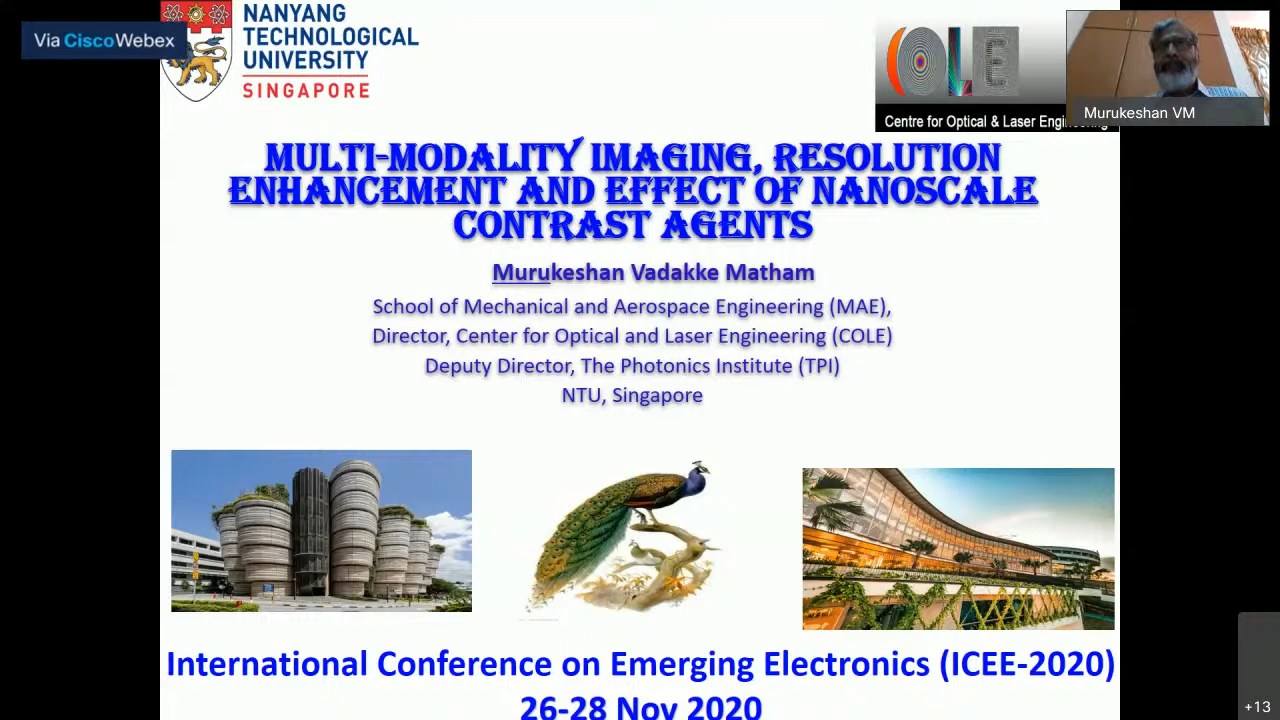 Via Cisco Webex
NANYANG
TECHNOLOGICAL
UNIVERSITY
SINGAPORE
COLE
Centre for Optical & Laser Engineering
Murukeshan VM
MULTI-MODALITY IMAGING, RESOLUTION
ENHANCEMENT AND EFFECT OF NANOSCALE
CONTRAST AGENTS
Murukeshan Vadakke Matham
School of Mechanical and Aerospace Engineering (MAE),
Director, Center for Optical and Laser Engineering (COLE)
Deputy Director, The Photonics Institute (TPI)
NTU, Singapore
International Conference on Emerging Electronics (ICEE-2020)
26-28 Nov 2020
+13